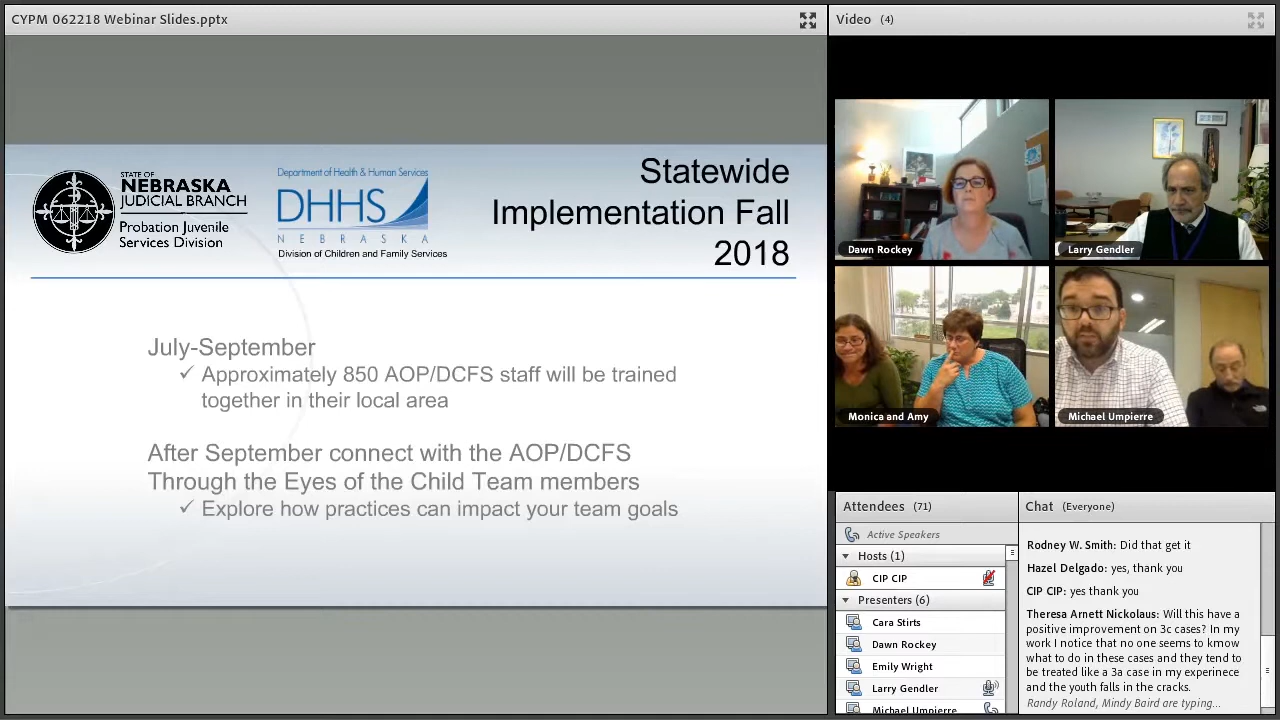 CYPM 062218 Webinar Slides.pptx
STATE OF
NEBRASKA
JUDICIAL BRANCH
Probation Juvenile
Services Division
Department of Health & Human Services
DHHS
NEBRASKA
Division of Children and Family Services
Statewide
Implementation Fall
2018
July-September
✓ Approximately 850 AOP/DCFS staff will be trained
together in their local area
After September connect with the AOP/DCFS
Through the Eyes of the Child Team members
✓ Explore how practices can impact your team goals
Video (4)
Dawn Rockey
Larry Gendler
Monica and Amy
Michael Umpierre
Attendees (71)
Active Speakers
Hosts (1)
CIP CIP
Presenters (6)
Cara Stirts
Dawn Rockey
Emily Wright
Larry Gendler
Michael Umpierre
Chat (Everyone)
Rodney W. Smith: Did that get it
Hazel Delgado: yes, thank you
CIP CIP: yes thank you
Theresa Arnett Nickolaus: Will this have a
positive improvement on 3c cases? In my
work I notice that no one seems to kmow
what to do in these cases and they tend to
be treated like a 3a case in my experinece
and the youth falls in the cracks.
Randy Roland, Mindy Baird are typing...